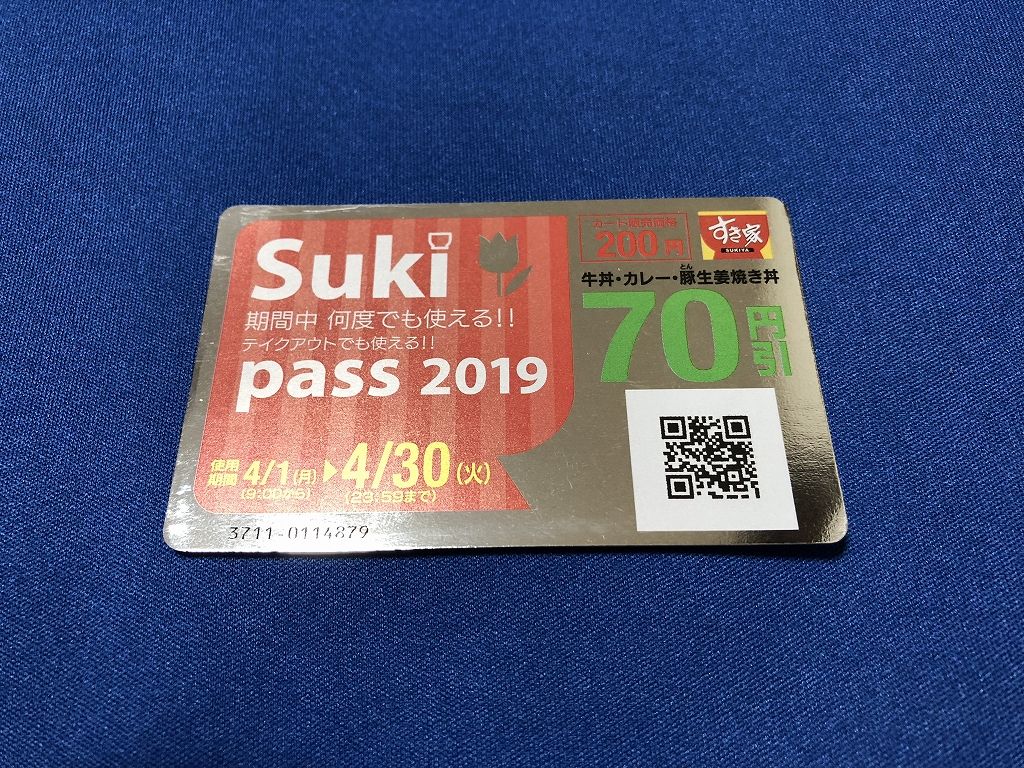 Suki
期間中 何度でも使える!!
テイクアウトでも使える!!
pass 2019
使用期間 4/1(月) ▶ 4/30(火)
(9:00から) (23:59まで)
3711-0114879
カード販売価格
200円
すき家
SUKIYA
とん
牛丼・カレー・豚生姜焼き丼
70円引